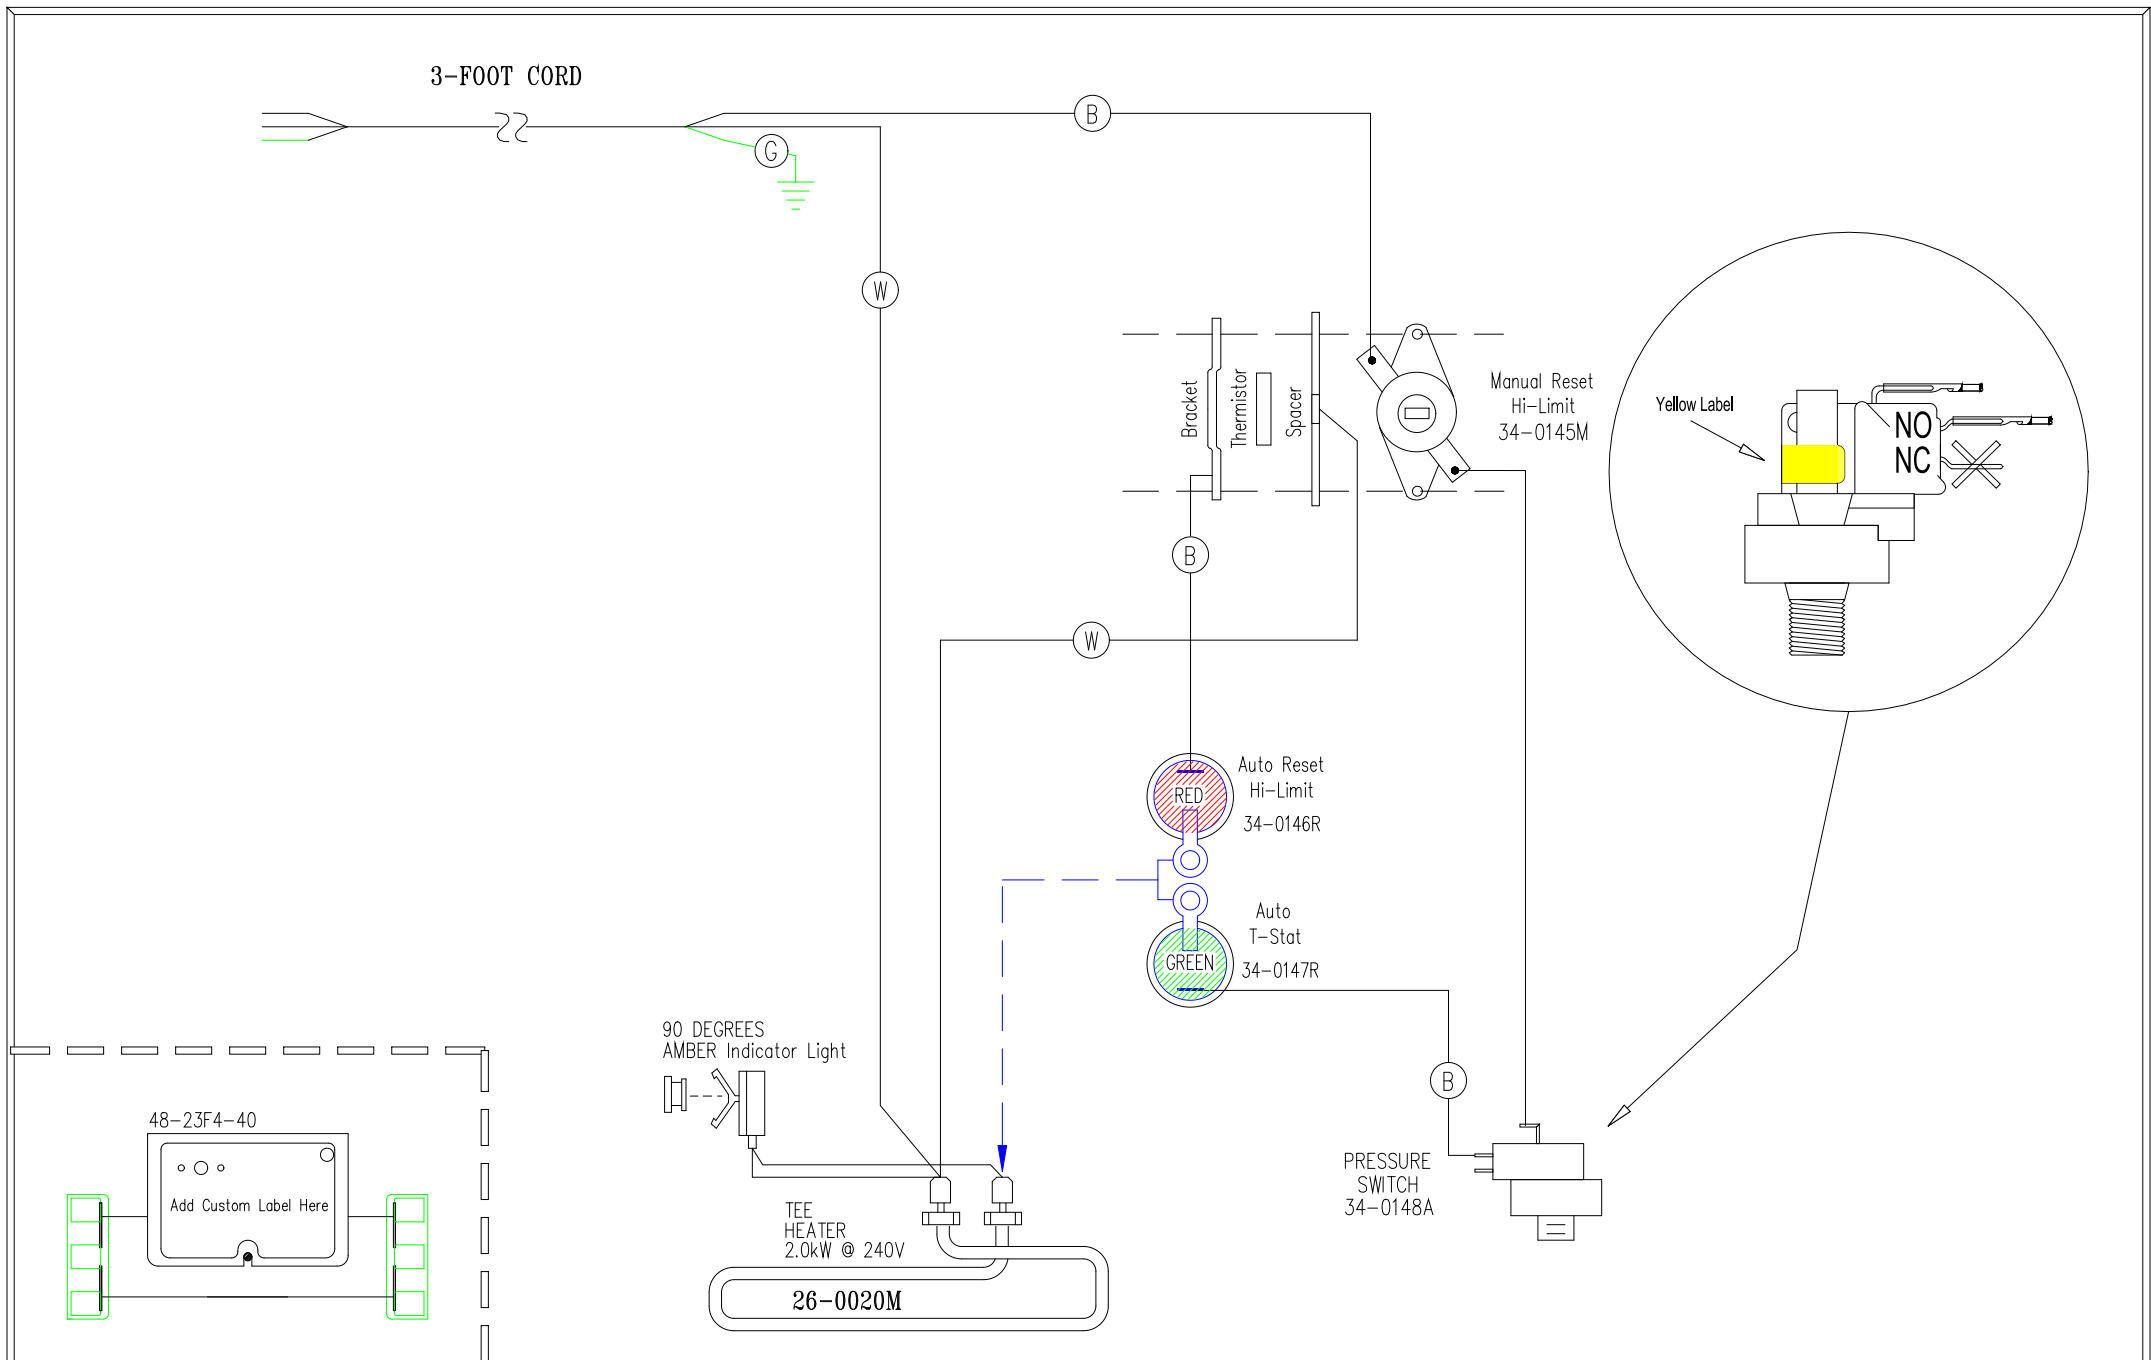 3-FOOT CORD
B
G
W
Bracket
Thermistor
Spacer
Manual Reset
Hi-Limit
34-0145M
Yellow Label
NO
NC
B
W
RED
Auto Reset
Hi-Limit
34-0146R
GREEN
Auto
T-Stat
34-0147R
90 DEGREES
AMBER Indicator Light
B
48-23F4-40
Add Custom Label Here
PRESSURE
SWITCH
34-0148A
TEE
HEATER
2.0kW @ 240V
26-0020M